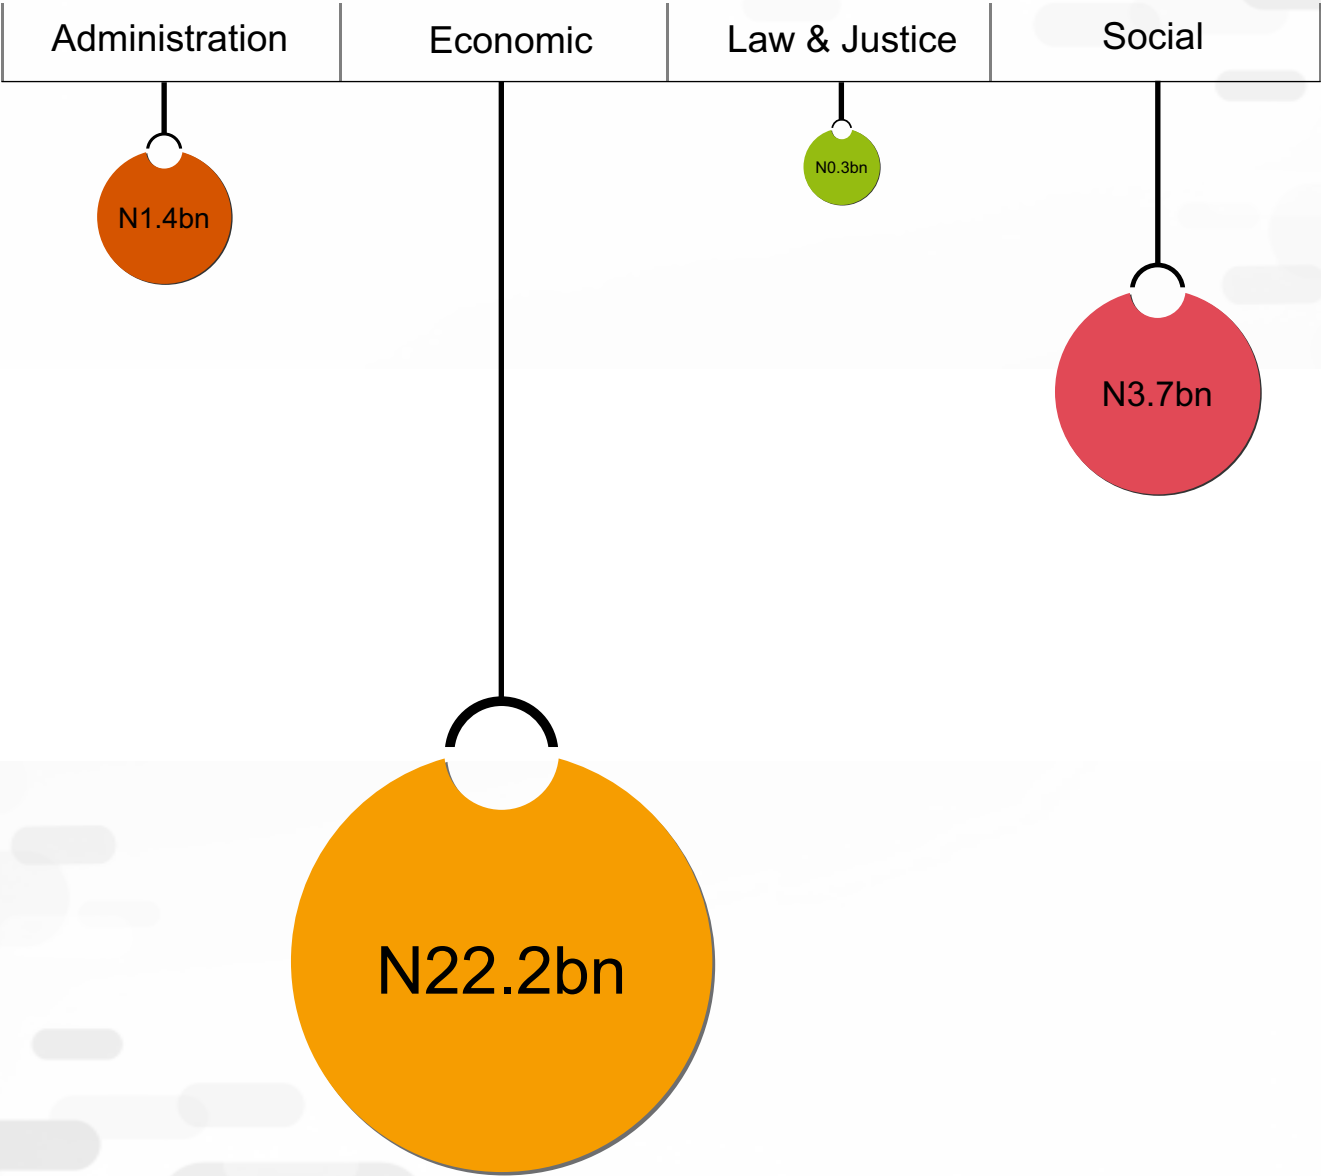 Administration
Economic
Law & Justice
Social
N1.4bn
N0.3bn
N3.7bn
N22.2bn